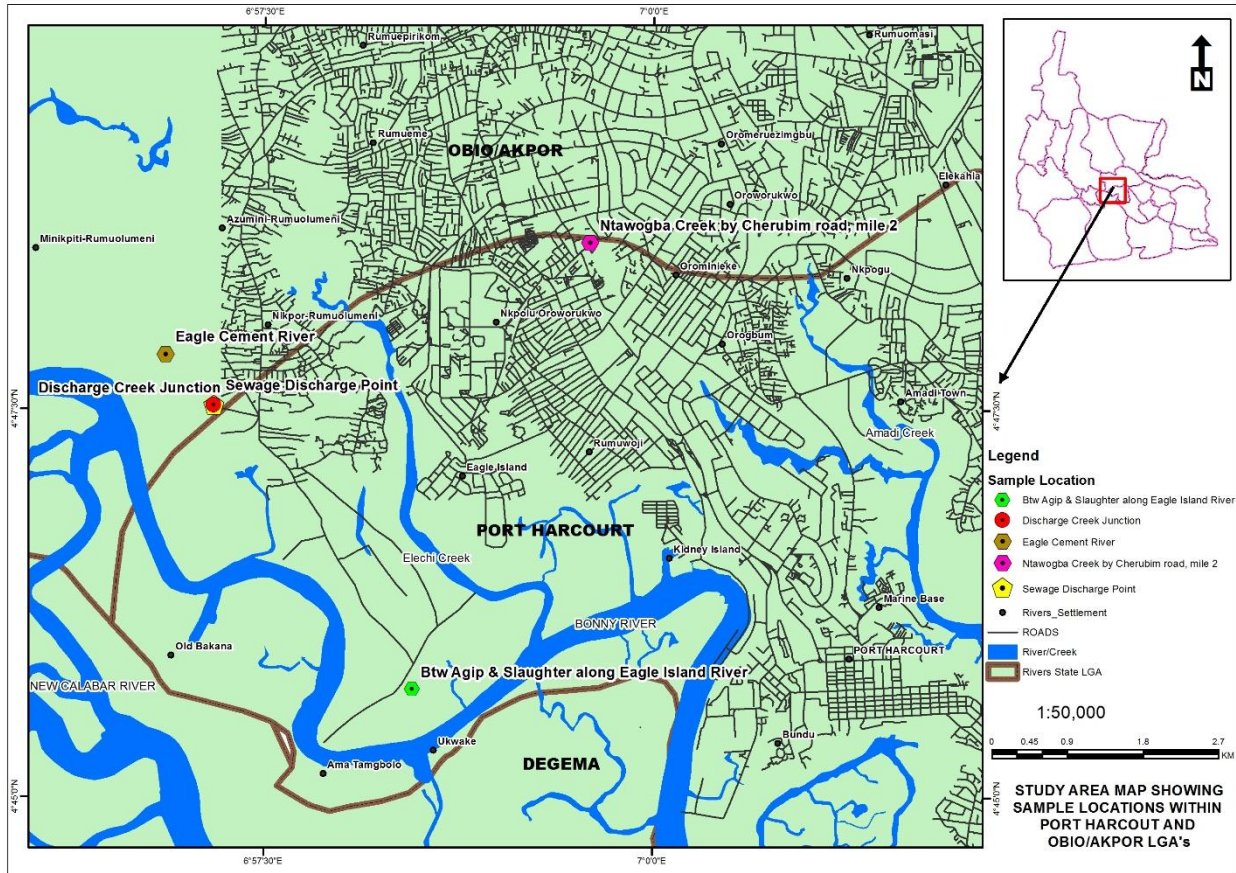 6°57'30"E
7°0'0"E
Rumuepirikom
Rumuomasi
N
Rumueme
OBIO/AKPOR
Oromeruezimgbu
Elekahia
Oroworukwo
Azumini-Rumuolumeni
Ntawogba Creek by Cherubim road, mile 2
Minikpiti-Rumuolumeni
Orominieke
Nkpogu
Nkpor-Rumuolumeni
Nkpolu Oroworukwo
Eagle Cement River
Orogbum
Discharge Creek Junction
Sewage Discharge Point
4°47'30"N
4°47'30"N
Amadi Town
Amadi Creek
Rumuwoji
Eagle Island
PORT HARCOURT
Elechi Creek
Kidney Island
Marine Base
BONNY RIVER
Old Bakana
PORT HARCOURT
NEW CALABAR RIVER
Btw Agip & Slaughter along Eagle Island River
Ukwake
Bundu
DEGEMA
Ama Tamgbolo
4°45'0"N
4°45'0"N
6°57'30"E
7°0'0"E
Legend
Sample Location
Btw Agip & Slaughter along Eagle Island River
Discharge Creek Junction
Eagle Cement River
Ntawogba Creek by Cherubim road, mile 2
Sewage Discharge Point
Rivers_Settlement
ROADS
River/Creek
Rivers State LGA
1:50,000
0 0.45 0.9 1.8 2.7
KM
STUDY AREA MAP SHOWING
SAMPLE LOCATIONS WITHIN
PORT HARCOUT AND
OBIO/AKPOR LGA's